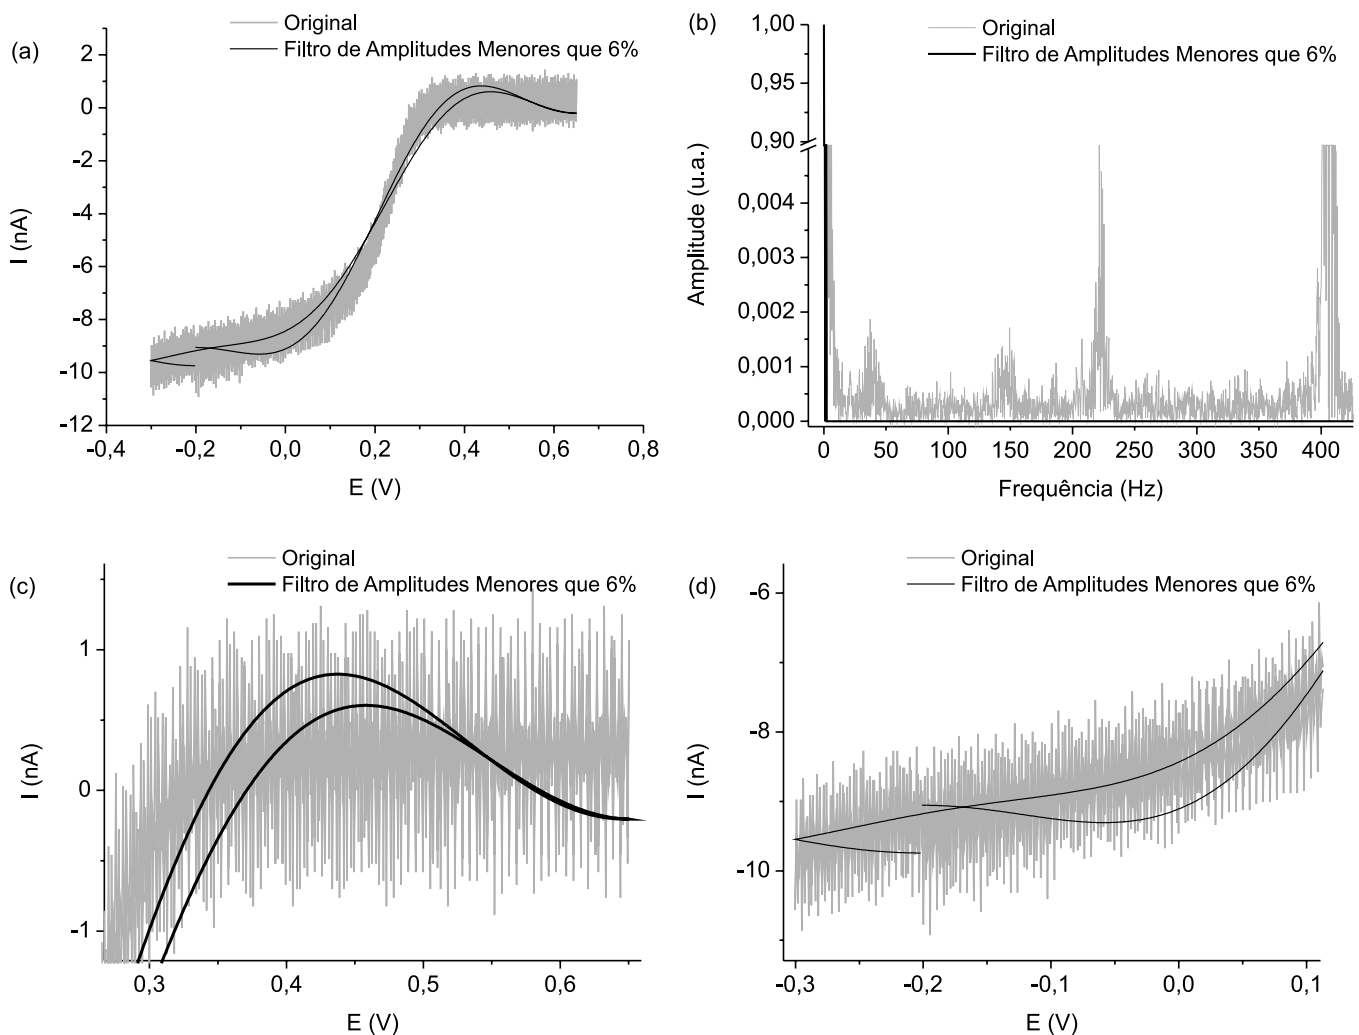 (a)
Original
Filtro de Amplitudes Menores que 6%
2
0
-2
-4
-6
-8
-10
-12
I (nA)
-0,4
-0,2
0,0
0,2
0,4
0,6
0,8
E (V)
(b)
Original
Filtro de Amplitudes Menores que 6%
1,00
0,95
0,90
0,004
0,003
0,002
0,001
0,000
Amplitude (u.a.)
0
50
100
150
200
250
300
350
400
Frequência (Hz)
(c)
Original
Filtro de Amplitudes Menores que 6%
1
0
-1
I (nA)
0,3
0,4
0,5
0,6
E (V)
(d)
Original
Filtro de Amplitudes Menores que 6%
-6
-8
-10
I (nA)
-0,3
-0,2
-0,1
0,0
0,1
E (V)